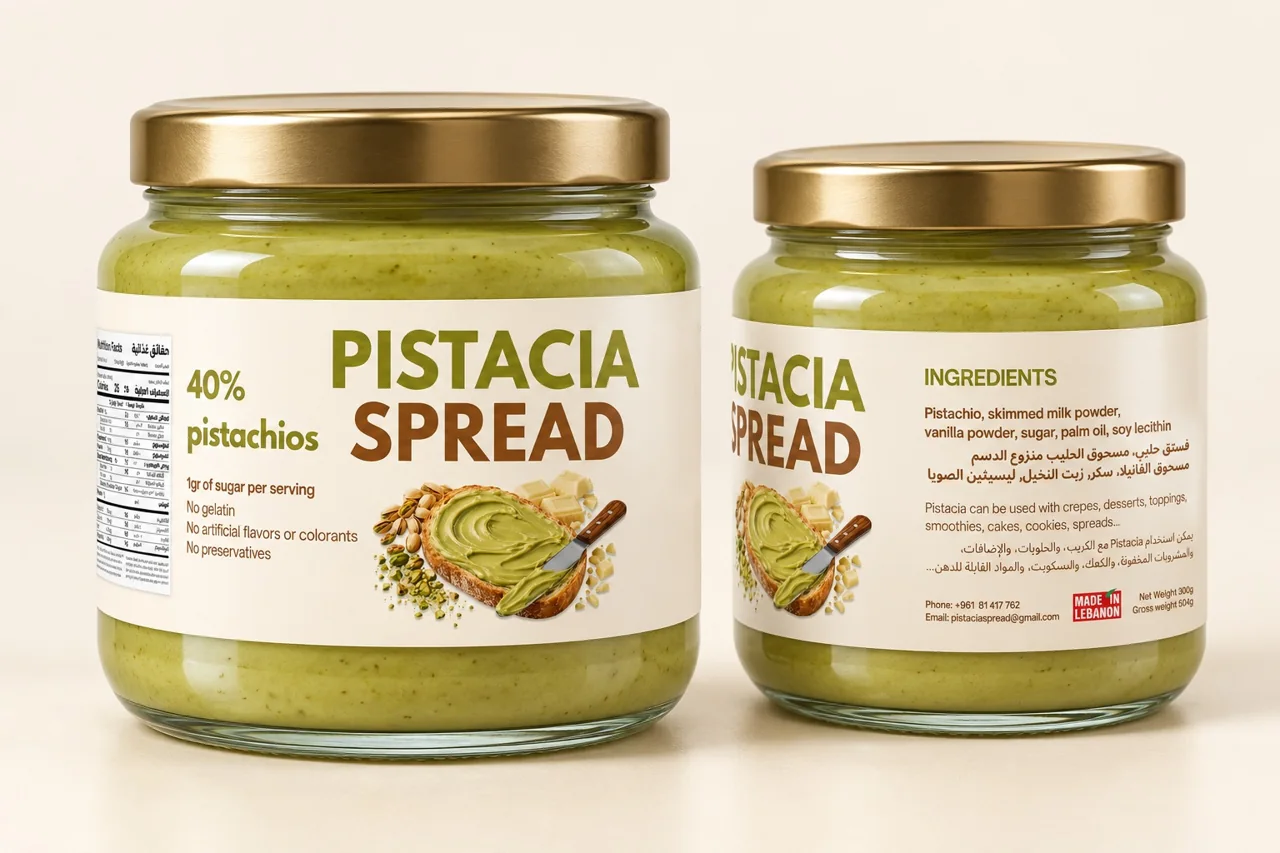 Nutrition Facts حقائق غذائية
40%
pistachios
1gr of sugar per serving
No gelatin
No artificial flavors or colorants
No preservatives
PISTACIA
SPREAD
PISTACIA
SPREAD
INGREDIENTS
Pistachio, skimmed milk powder,
vanilla powder, sugar, palm oil, soy lecithin
فستق حلبي، مسحوق الحليب منزوع الدسم
مسحوق الڤانيلا، سكر، زيت النخيل، ليسيثين الصويا
Pistacia can be used with crepes, desserts, toppings,
smoothies, cakes, cookies, spreads...
يمكن استخدام Pistacia مع الكريب، والحلويات، والإضافات،
والمشروبات المخفوقة، والكعك، والبسكويت، والمواد القابلة للدهن...
Phone: +961 81 417 762
Email: pistaciaspread@gmail.com
MADE IN
LEBANON
Net Weight 300g
Gross weight 504g